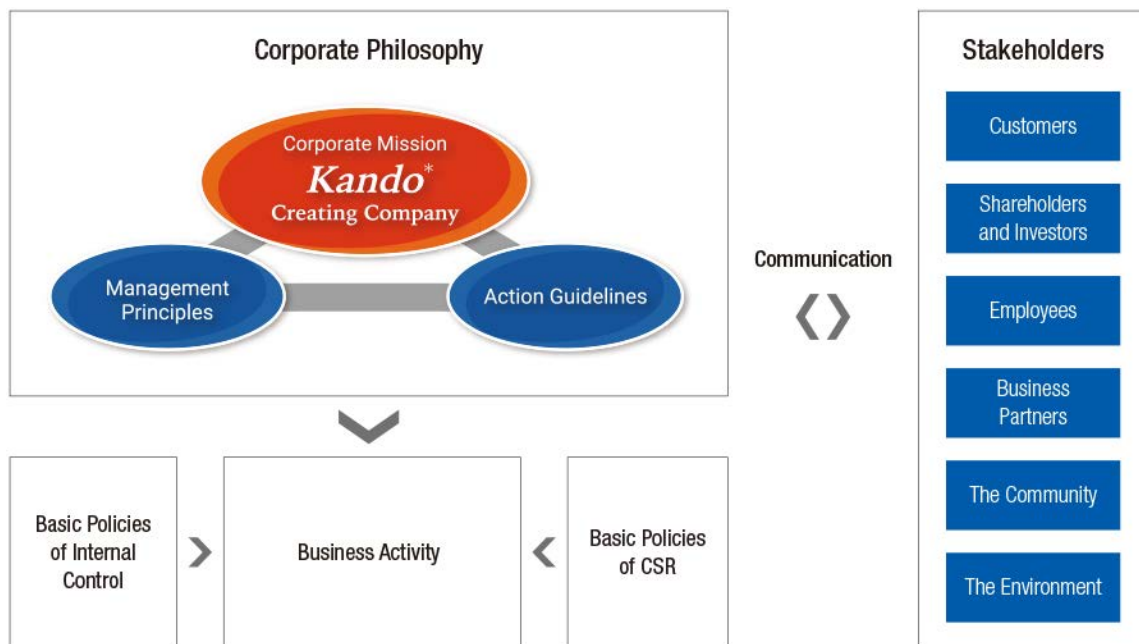 Corporate Philosophy
Corporate Mission
Kando*
Creating Company
Management
Principles
Action Guidelines
Basic Policies
of Internal
Control
Business Activity
Basic Policies
of CSR
Communication
Stakeholders
Customers
Shareholders
and Investors
Employees
Business
Partners
The Community
The Environment